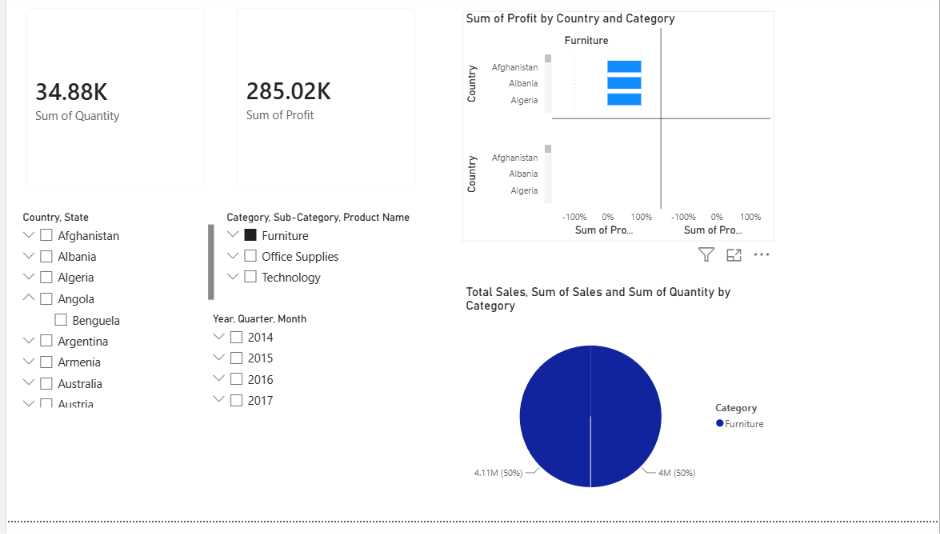 34.88K
Sum of Quantity
285.02K
Sum of Profit
Sum of Profit by Country and Category
Furniture
Country
Afghanistan
Albania
Algeria
Country
Afghanistan
Albania
Algeria
-100% 0% 100% -100% 0% 100%
Sum of Pro... Sum of Pro...
Country, State
Afghanistan
Albania
Algeria
Angola
Benguela
Argentina
Armenia
Australia
Austria
Category, Sub-Category, Product Name
Furniture
Office Supplies
Technology
Year, Quarter, Month
2014
2015
2016
2017
Total Sales, Sum of Sales and Sum of Quantity by
Category
4.11M (50%)
4M (50%)
Category
Furniture